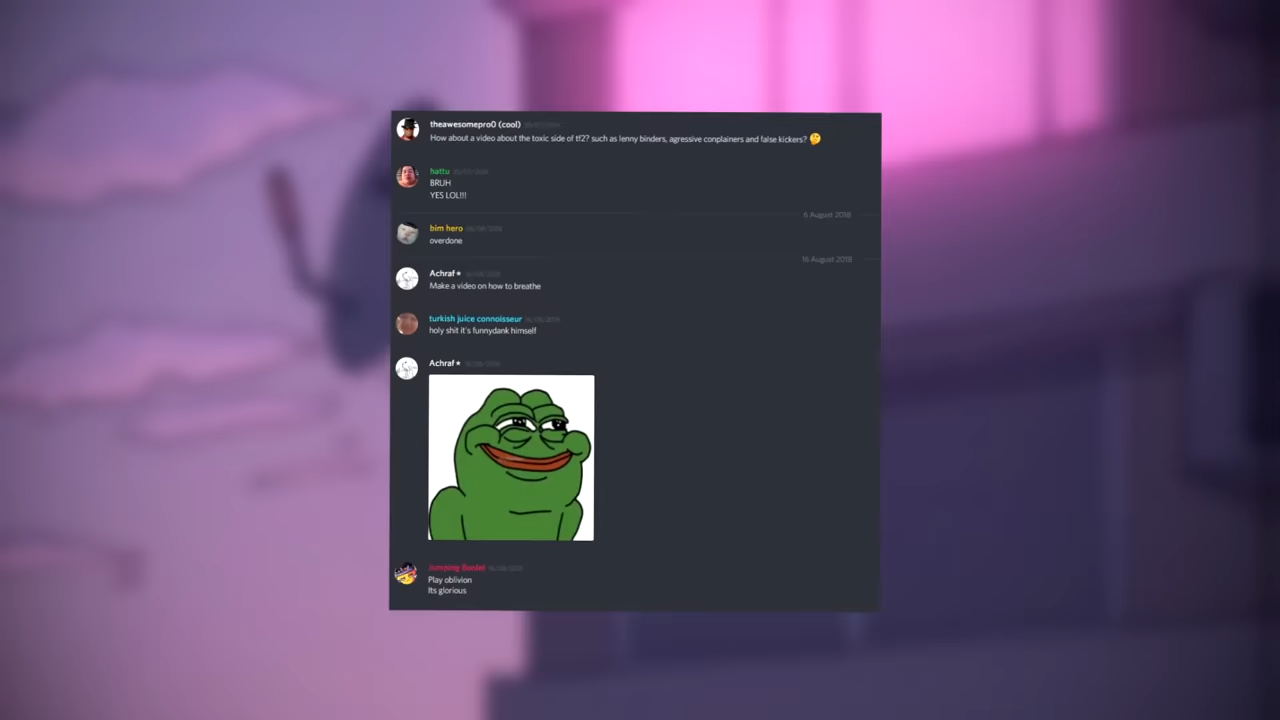 theawesomepro0 (cool)
How about a video about the toxic side of tf2? such as lenny binders, agressive conplainers and false kickers? 🤔
hattu
BRUH
YES LOL!!!
6 August 2018
bim hero
overdone
16 August 2018
Achraf★
Make a video on how to breathe
turkish juice connoisseur
holy shit it's funnydank himself
Achraf★
Jumping
Play oblivion
Its glorious